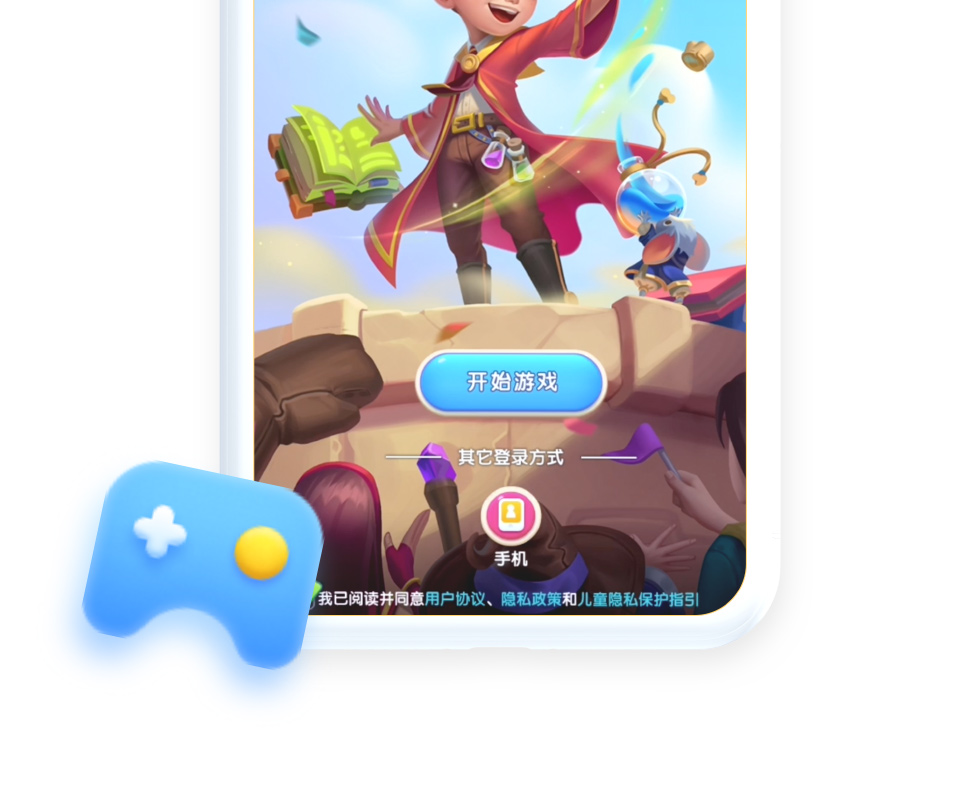 开始游戏
其它登录方式
手机
我已阅读并同意用户协议、隐私政策和儿童隐私保护指引